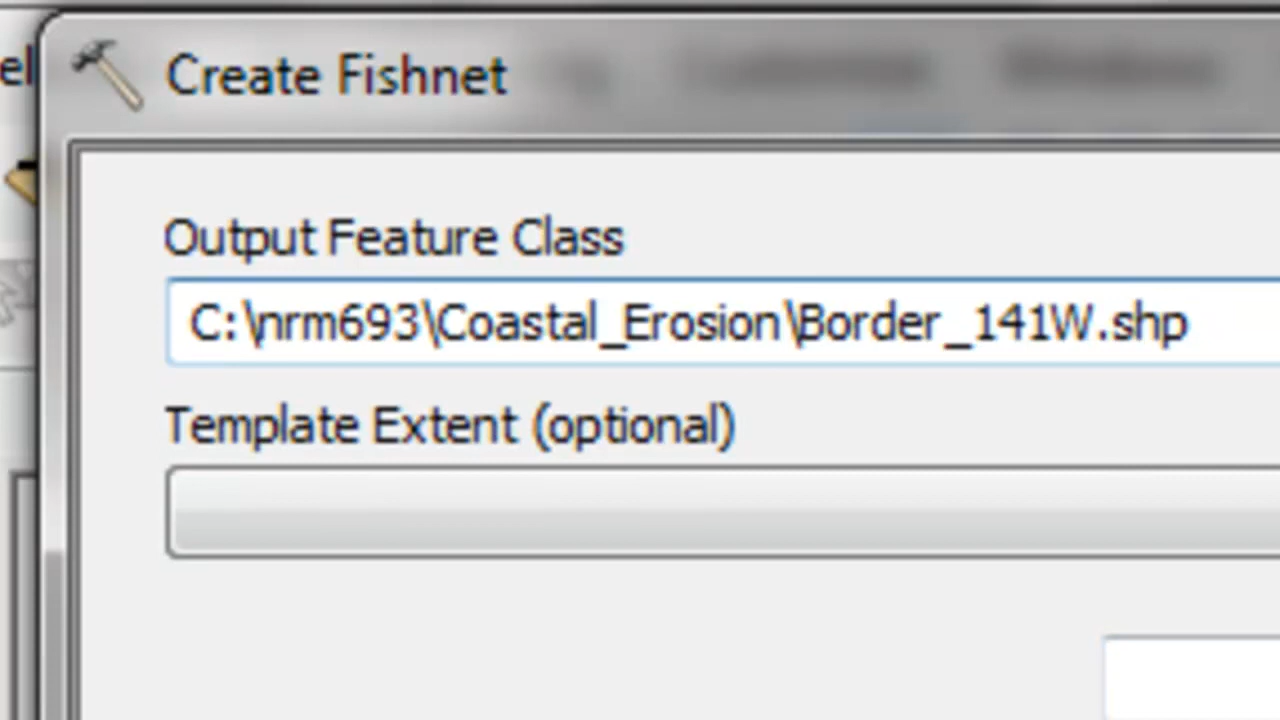 Create Fishnet
Output Feature Class
C:\nrm693\Coastal_Erosion\Border_141W.shp
Template Extent (optional)